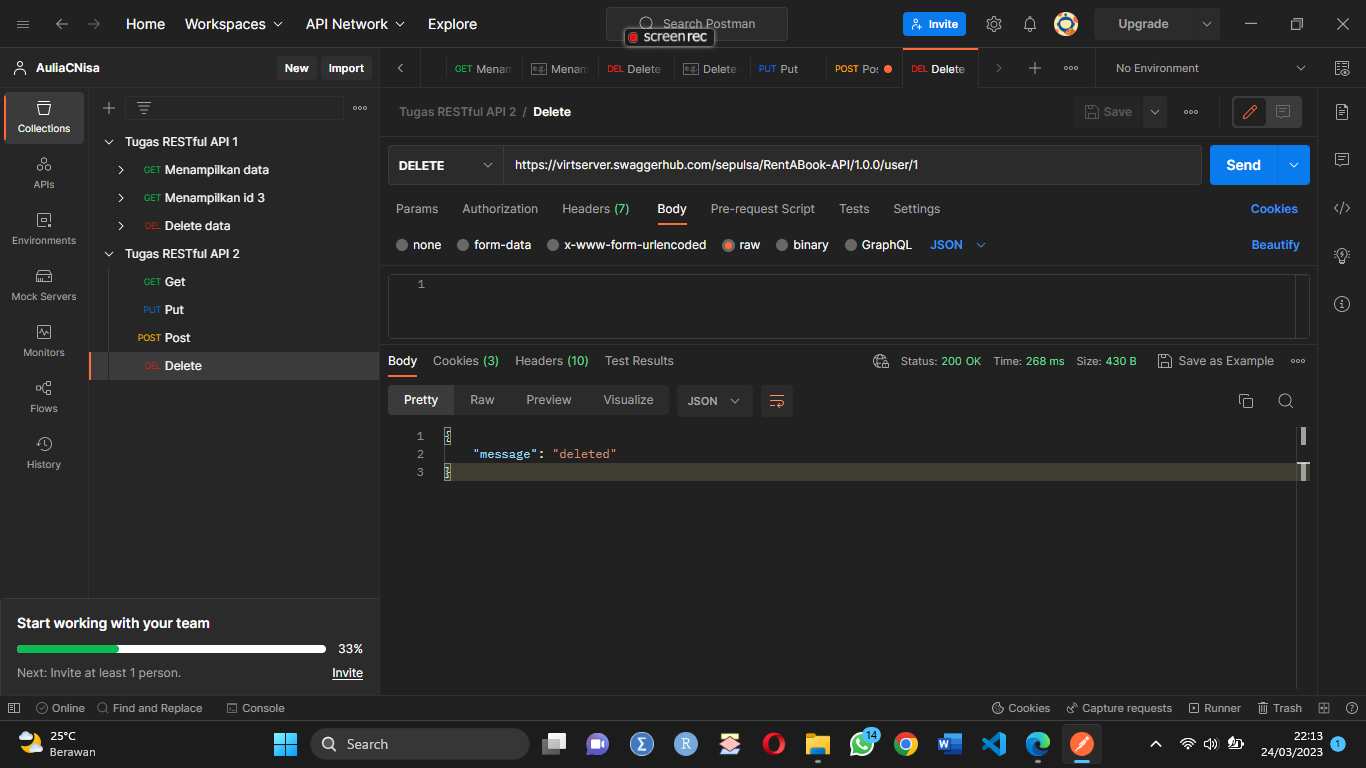 Home Workspaces API Network Explore Search Postman Invite Upgrade
screenrec
AuliaCNisa New Import
GET Menam e.g. Menam DEL Delete e.g. Delete PUT Put POST Pos DEL Delete No Environment
Collections
APIs
Environments
Mock Servers
Monitors
Flows
History
Tugas RESTful API 1
GET Menampilkan data
GET Menampilkan id 3
DEL Delete data
Tugas RESTful API 2
GET Get
PUT Put
POST Post
DEL Delete
Start working with your team
33%
Next: Invite at least 1 person. Invite
Tugas RESTful API 2 / Delete Save
DELETE https://virtserver.swaggerhub.com/sepulsa/RentABook-API/1.0.0/user/1 Send
Params Authorization Headers (7) Body Pre-request Script Tests Settings Cookies
none form-data x-www-form-urlencoded raw binary GraphQL JSON Beautify
1
Body Cookies (3) Headers (10) Test Results Status: 200 OK Time: 268 ms Size: 430 B Save as Example
Pretty Raw Preview Visualize JSON
1 {
2 "message": "deleted"
3 }
Online Find and Replace Console Cookies Capture requests Runner Trash
25°C
Berawan
Search
14
22:13
24/03/2023
1